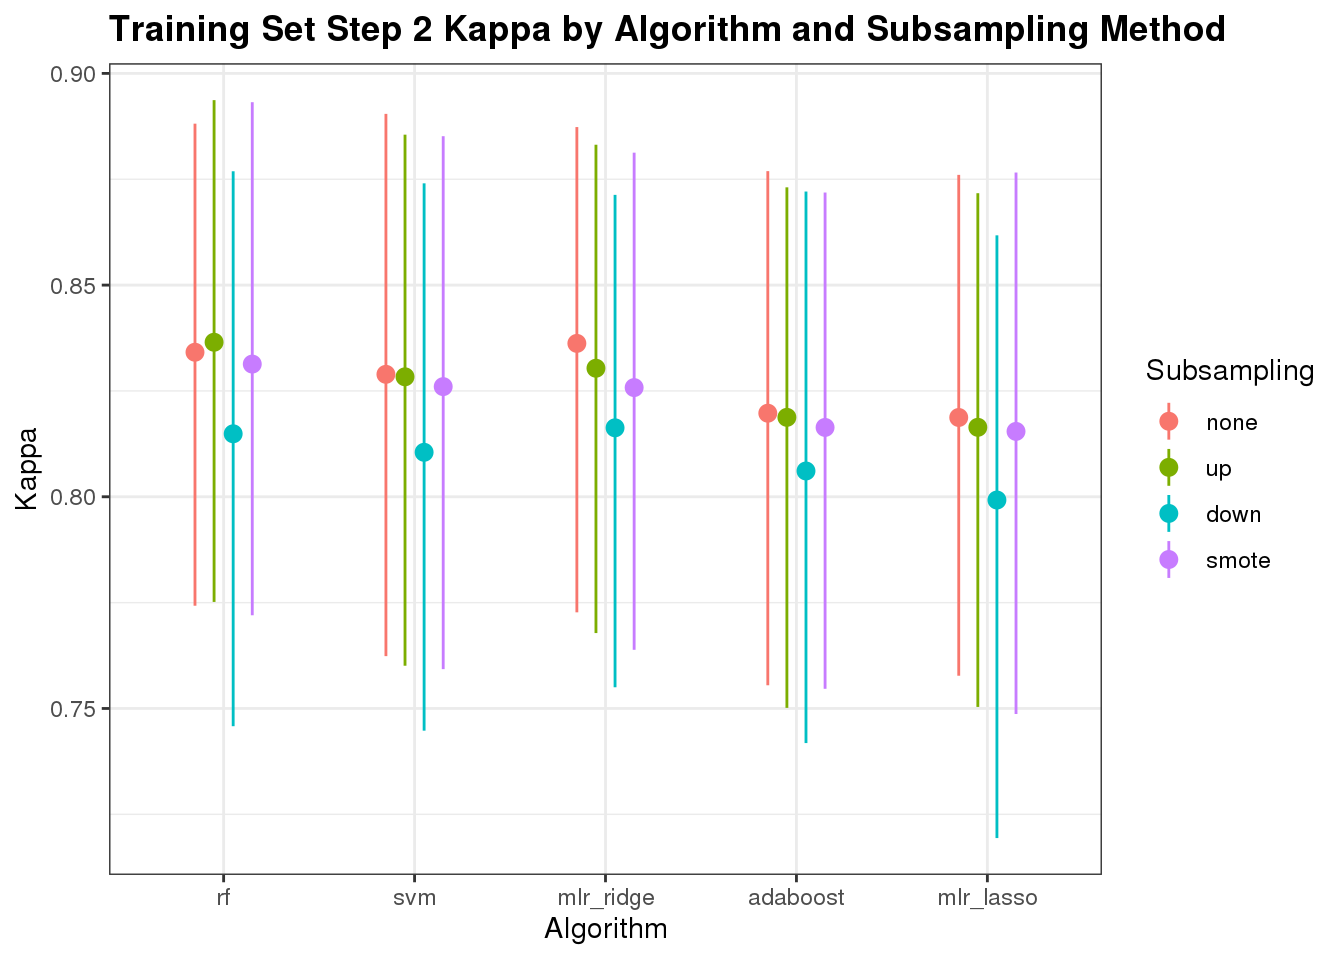 Training Set Step 2 Kappa by Algorithm and Subsampling Method
0.90
0.85
0.80
0.75
Kappa
rf svm mlr_ridge adaboost mlr_lasso
Algorithm
Subsampling
none
up
down
smote